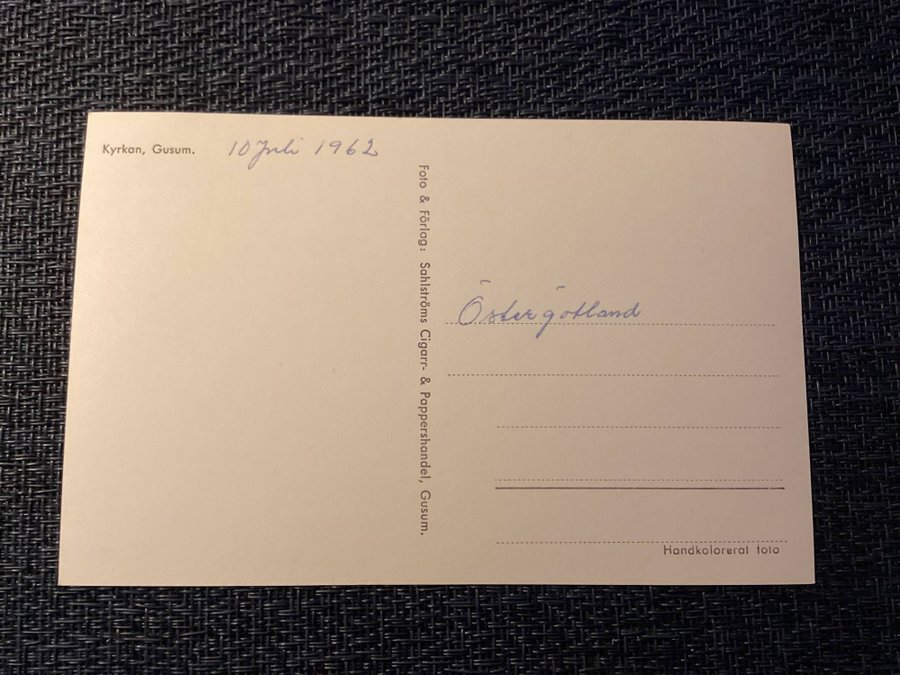 Kyrkan, Gusum. 10 Juli 1962
Foto & Förlag: Sahlströms Cigarr- & Pappershandel, Gusum.
Östergötland
Handkolorerat foto